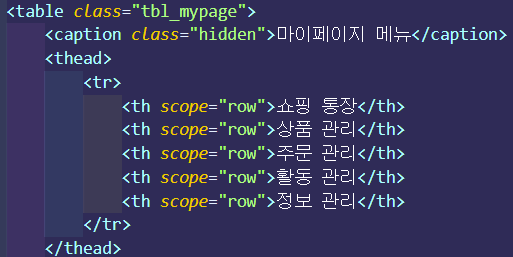 <table class="tbl_mypage">
<caption class="hidden">마이페이지 메뉴</caption>
<thead>
<tr>
<th scope="row">쇼핑 통장</th>
<th scope="row">상품 관리</th>
<th scope="row">주문 관리</th>
<th scope="row">활동 관리</th>
<th scope="row">정보 관리</th>
</tr>
</thead>